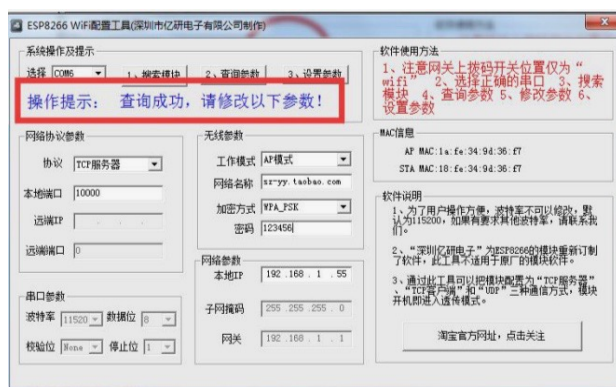 ESP8266 WiFi配置工具(深圳市亿研电子有限公司制作)
系统操作及提示
选择 COM6 1、搜索模块 2、查询参数 3、设置参数
操作提示： 查询成功，请修改以下参数！
网络协议参数
协议 TCP服务器
本地端口 10000
远端IP . . .
远端端口 0
串口参数
波特率 11520 数据位 8
校验位 None 停止位 1
无线参数
工作模式 AP模式
网络名称 sz-yy.taobao.com
加密方式 WPA_PSK
密码 123456
网络参数
本地IP 192 .168 . 1 . 55
子网掩码 255 .255 .255 . 0
网关 192 .168 . 1 . 1
软件使用方法
1、注意网关上拨码开关位置仅为“
wifi” 2、选择正确的串口 3、搜索
模块 4、查询参数 5、修改参数 6、
设置参数
MAC信息
AP MAC:1a:fe:34:9d:36:f7
STA MAC:18:fe:34:9d:36:f7
软件说明
1、为了用户操作方便，波特率不可以修改，默
认为115200，如果有要求其他波特率，请联系我
们。
2、“深圳亿研电子”为ESP8266的模块重新订制
了软件，此工具不适用于原厂的模块软件。
3、通过此工具可以把模块配置为“TCP服务器”
、“TCP客户端”和“UDP”三种通信方式，模块
开机即进入透传模式。
淘宝官方网址，点击关注